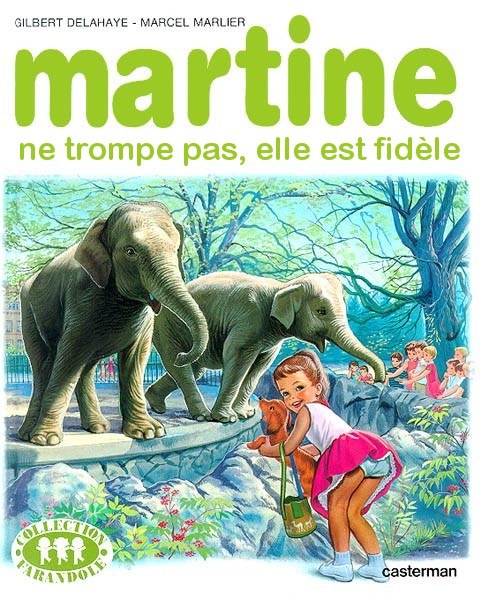 GILBERT DELAHAYE - MARCEL MARLIER
martine
ne trompe pas, elle est fidèle
COLLECTION
FARANDOLE
casterman